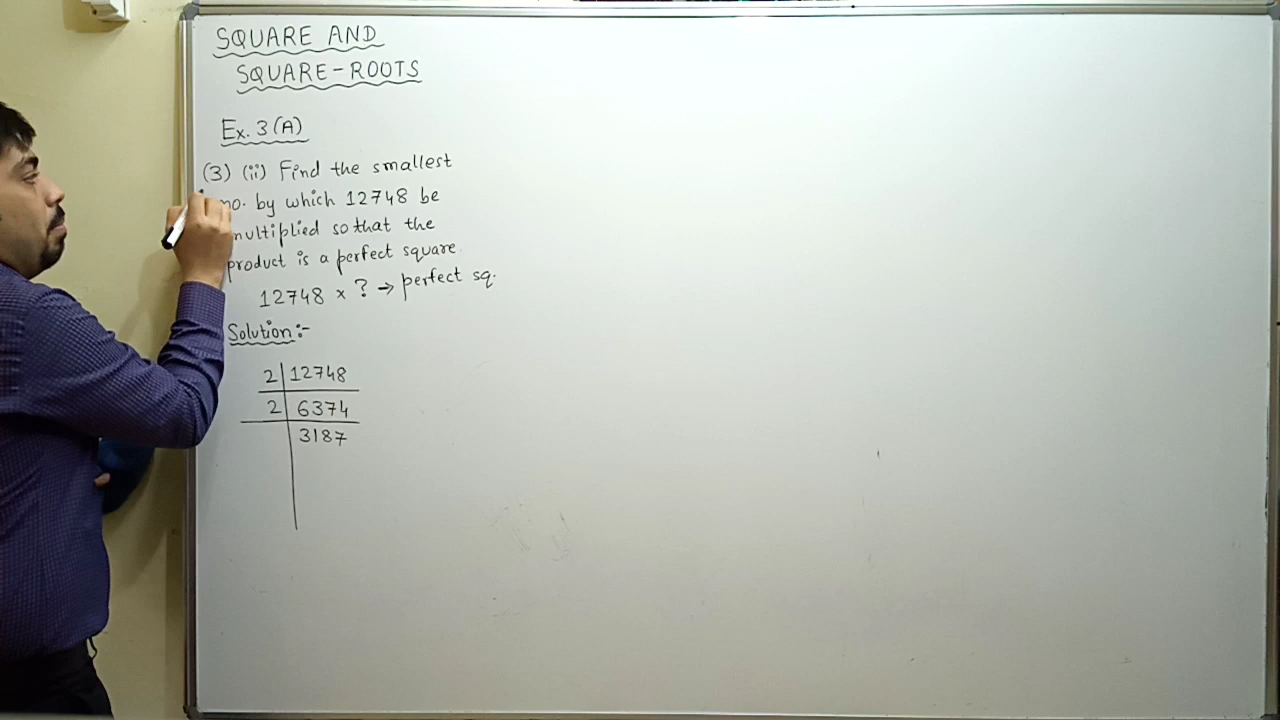 SQUARE AND
SQUARE-ROOTS
Ex. 3(A)
(3) (ii) Find the smallest
no. by which 12748 be
multiplied so that the
product is a perfect square.
12748 × ? → perfect sq.
Solution:-
2 | 12748
2 | 6374
3187